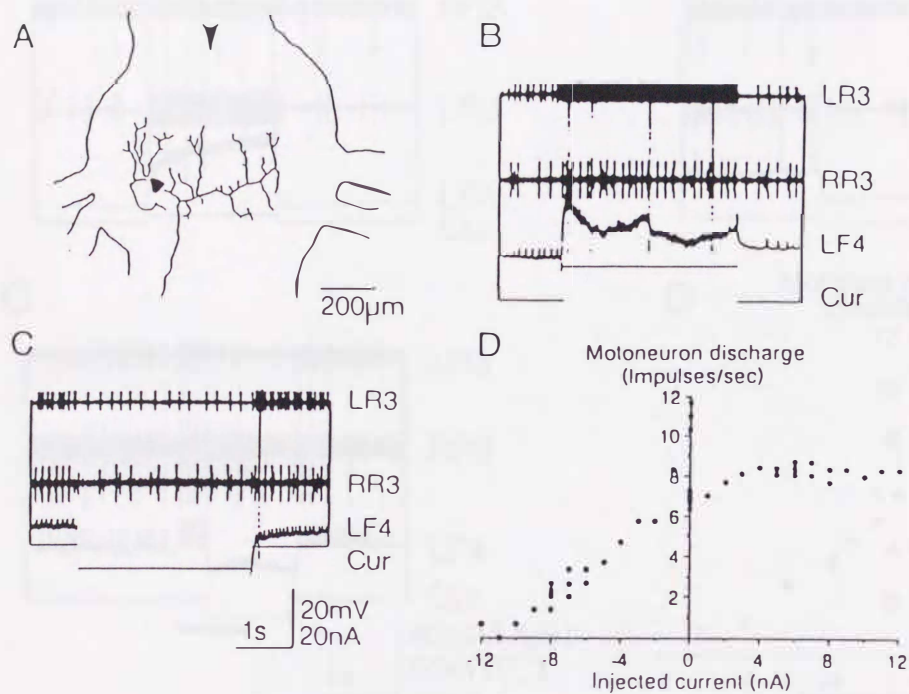 A
200µm
B
LR3
RR3
LF4
Cur
C
LR3
RR3
LF4
Cur
1s
20mV
20nA
D
Motoneuron discharge
(Impulses/sec)
12
10
8
6
4
2
-12
-8
-4
0
4
8
12
Injected current (nA)